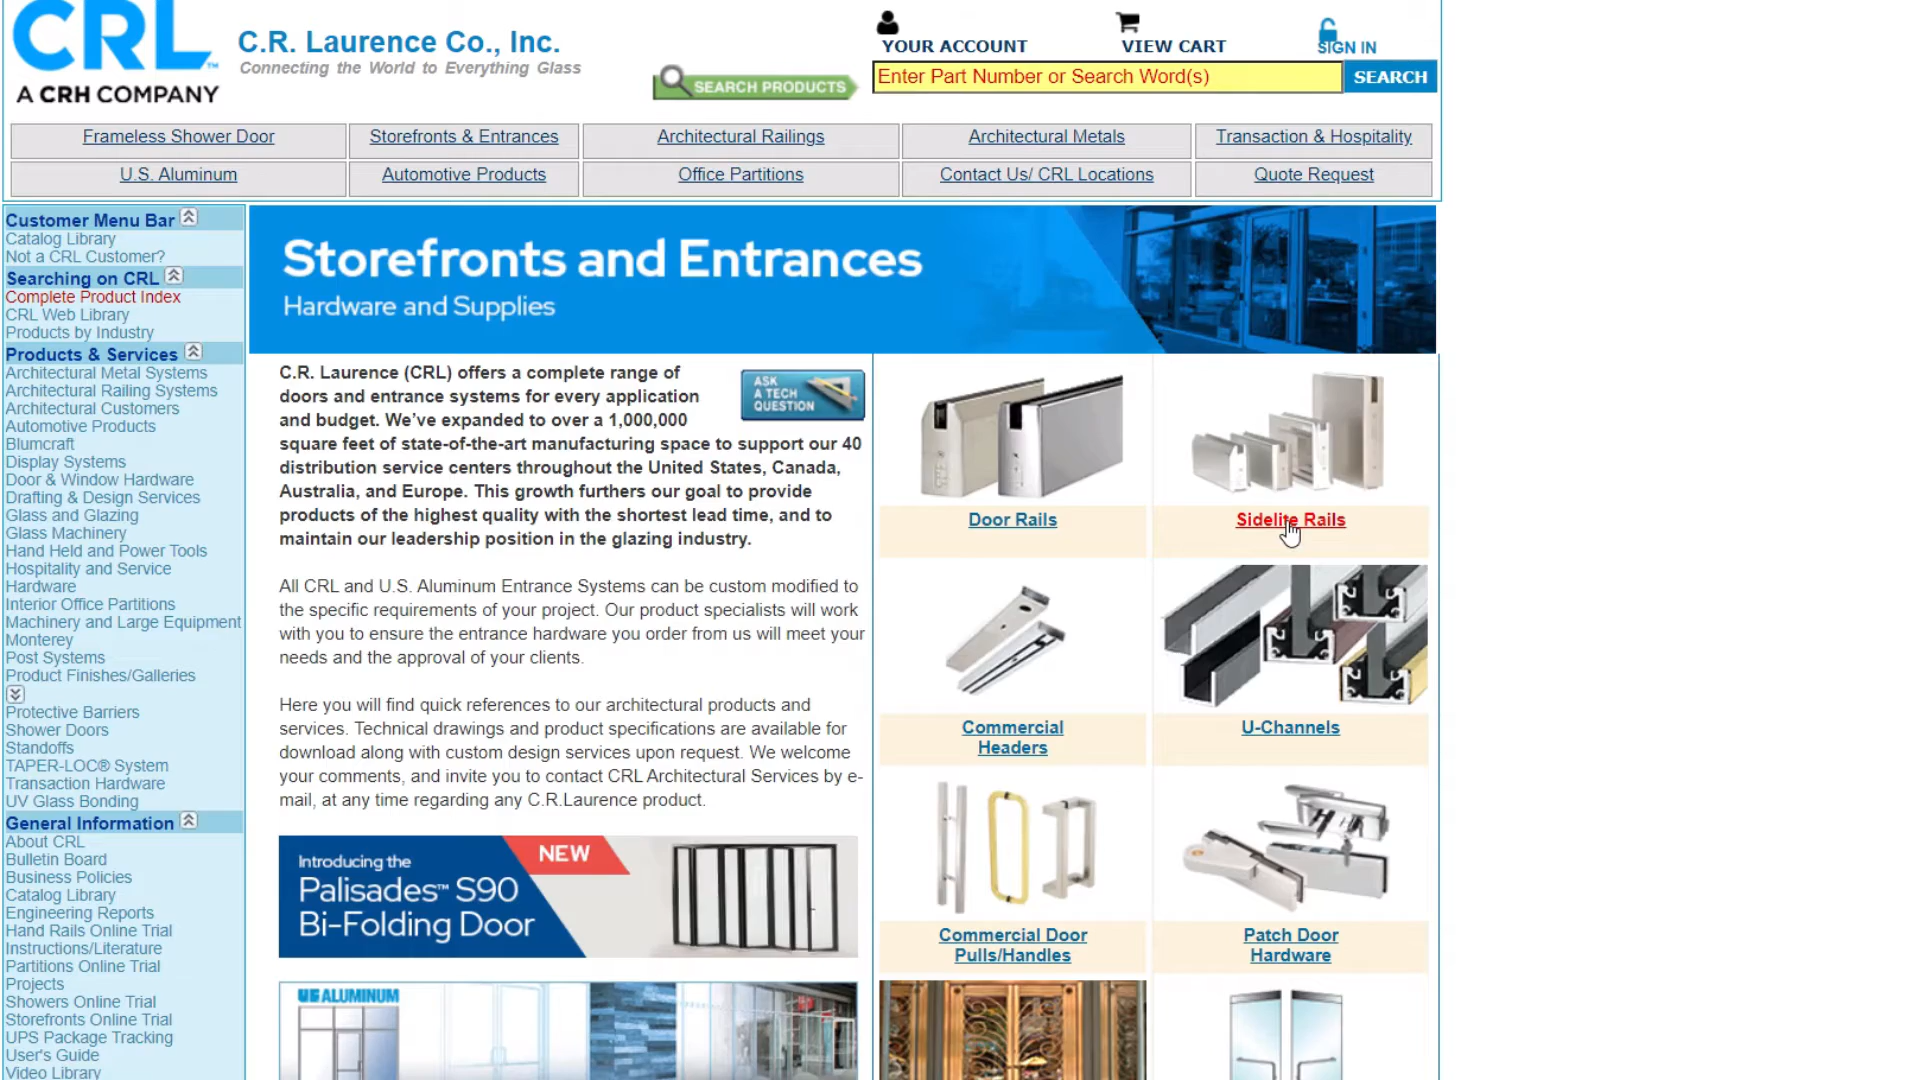 CRL™
A CRH COMPANY
C.R. Laurence Co., Inc.
Connecting the World to Everything Glass
SEARCH PRODUCTS
YOUR ACCOUNT
VIEW CART
SIGN IN
Enter Part Number or Search Word(s)
SEARCH
Frameless Shower Door
Storefronts & Entrances
Architectural Railings
Architectural Metals
Transaction & Hospitality
U.S. Aluminum
Automotive Products
Office Partitions
Contact Us/ CRL Locations
Quote Request
Customer Menu Bar
Catalog Library
Not a CRL Customer?
Searching on CRL
Complete Product Index
CRL Web Library
Products by Industry
Products & Services
Architectural Metal Systems
Architectural Railing Systems
Architectural Customers
Automotive Products
Blumcraft
Display Systems
Door & Window Hardware
Drafting & Design Services
Glass and Glazing
Glass Machinery
Hand Held and Power Tools
Hospitality and Service
Hardware
Interior Office Partitions
Machinery and Large Equipment
Monterey
Post Systems
Product Finishes/Galleries
Protective Barriers
Shower Doors
Standoffs
TAPER-LOC® System
Transaction Hardware
UV Glass Bonding
General Information
About CRL
Bulletin Board
Business Policies
Catalog Library
Engineering Reports
Hand Rails Online Trial
Instructions/Literature
Partitions Online Trial
Projects
Showers Online Trial
Storefronts Online Trial
UPS Package Tracking
User's Guide
Video Library
Storefronts and Entrances
Hardware and Supplies
C.R. Laurence (CRL) offers a complete range of
doors and entrance systems for every application
and budget. We've expanded to over a 1,000,000
square feet of state-of-the-art manufacturing space to support our 40
distribution service centers throughout the United States, Canada,
Australia, and Europe. This growth furthers our goal to provide
products of the highest quality with the shortest lead time, and to
maintain our leadership position in the glazing industry.
ASK
A TECH
QUESTION
All CRL and U.S. Aluminum Entrance Systems can be custom modified to
the specific requirements of your project. Our product specialists will work
with you to ensure the entrance hardware you order from us will meet your
needs and the approval of your clients.
Here you will find quick references to our architectural products and
services. Technical drawings and product specifications are available for
download along with custom design services upon request. We welcome
your comments, and invite you to contact CRL Architectural Services by e-
mail, at any time regarding any C.R.Laurence product.
Introducing the
Palisades™ S90
Bi-Folding Door
NEW
US ALUMINUM
Door Rails
Sidelite Rails
Commercial
Headers
U-Channels
Commercial Door
Pulls/Handles
Patch Door
Hardware